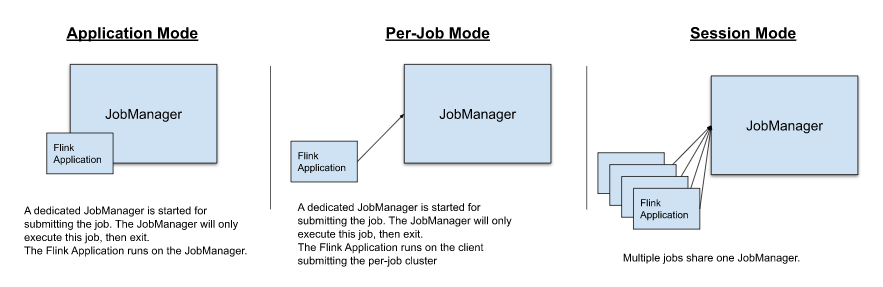 Application Mode
JobManager
Flink
Application
A dedicated JobManager is started for
submitting the job. The JobManager will only
execute this job, then exit.
The Flink Application runs on the JobManager.
Per-Job Mode
JobManager
Flink
Application
A dedicated JobManager is started for
submitting the job. The JobManager will only
execute this job, then exit.
The Flink Application runs on the client
submitting the per-job cluster
Session Mode
JobManager
Flink
Application
Multiple jobs share one JobManager.